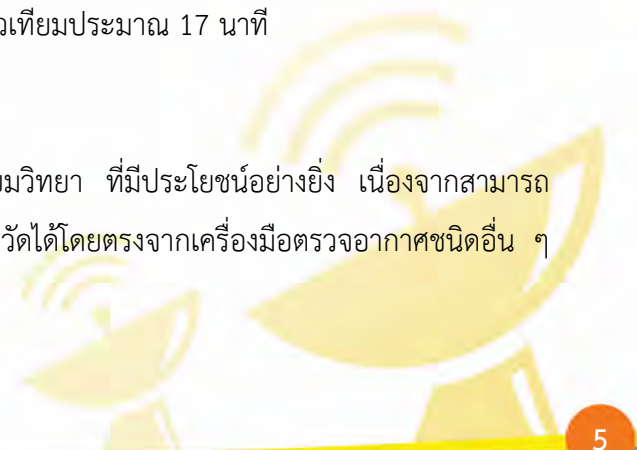 วเทียมประมาณ 17 นาที
มวิทยา ที่มีประโยชน์อย่างยิ่ง เนื่องจากสามารถ
วัดได้โดยตรงจากเครื่องมือตรวจอากาศชนิดอื่น ๆ
5